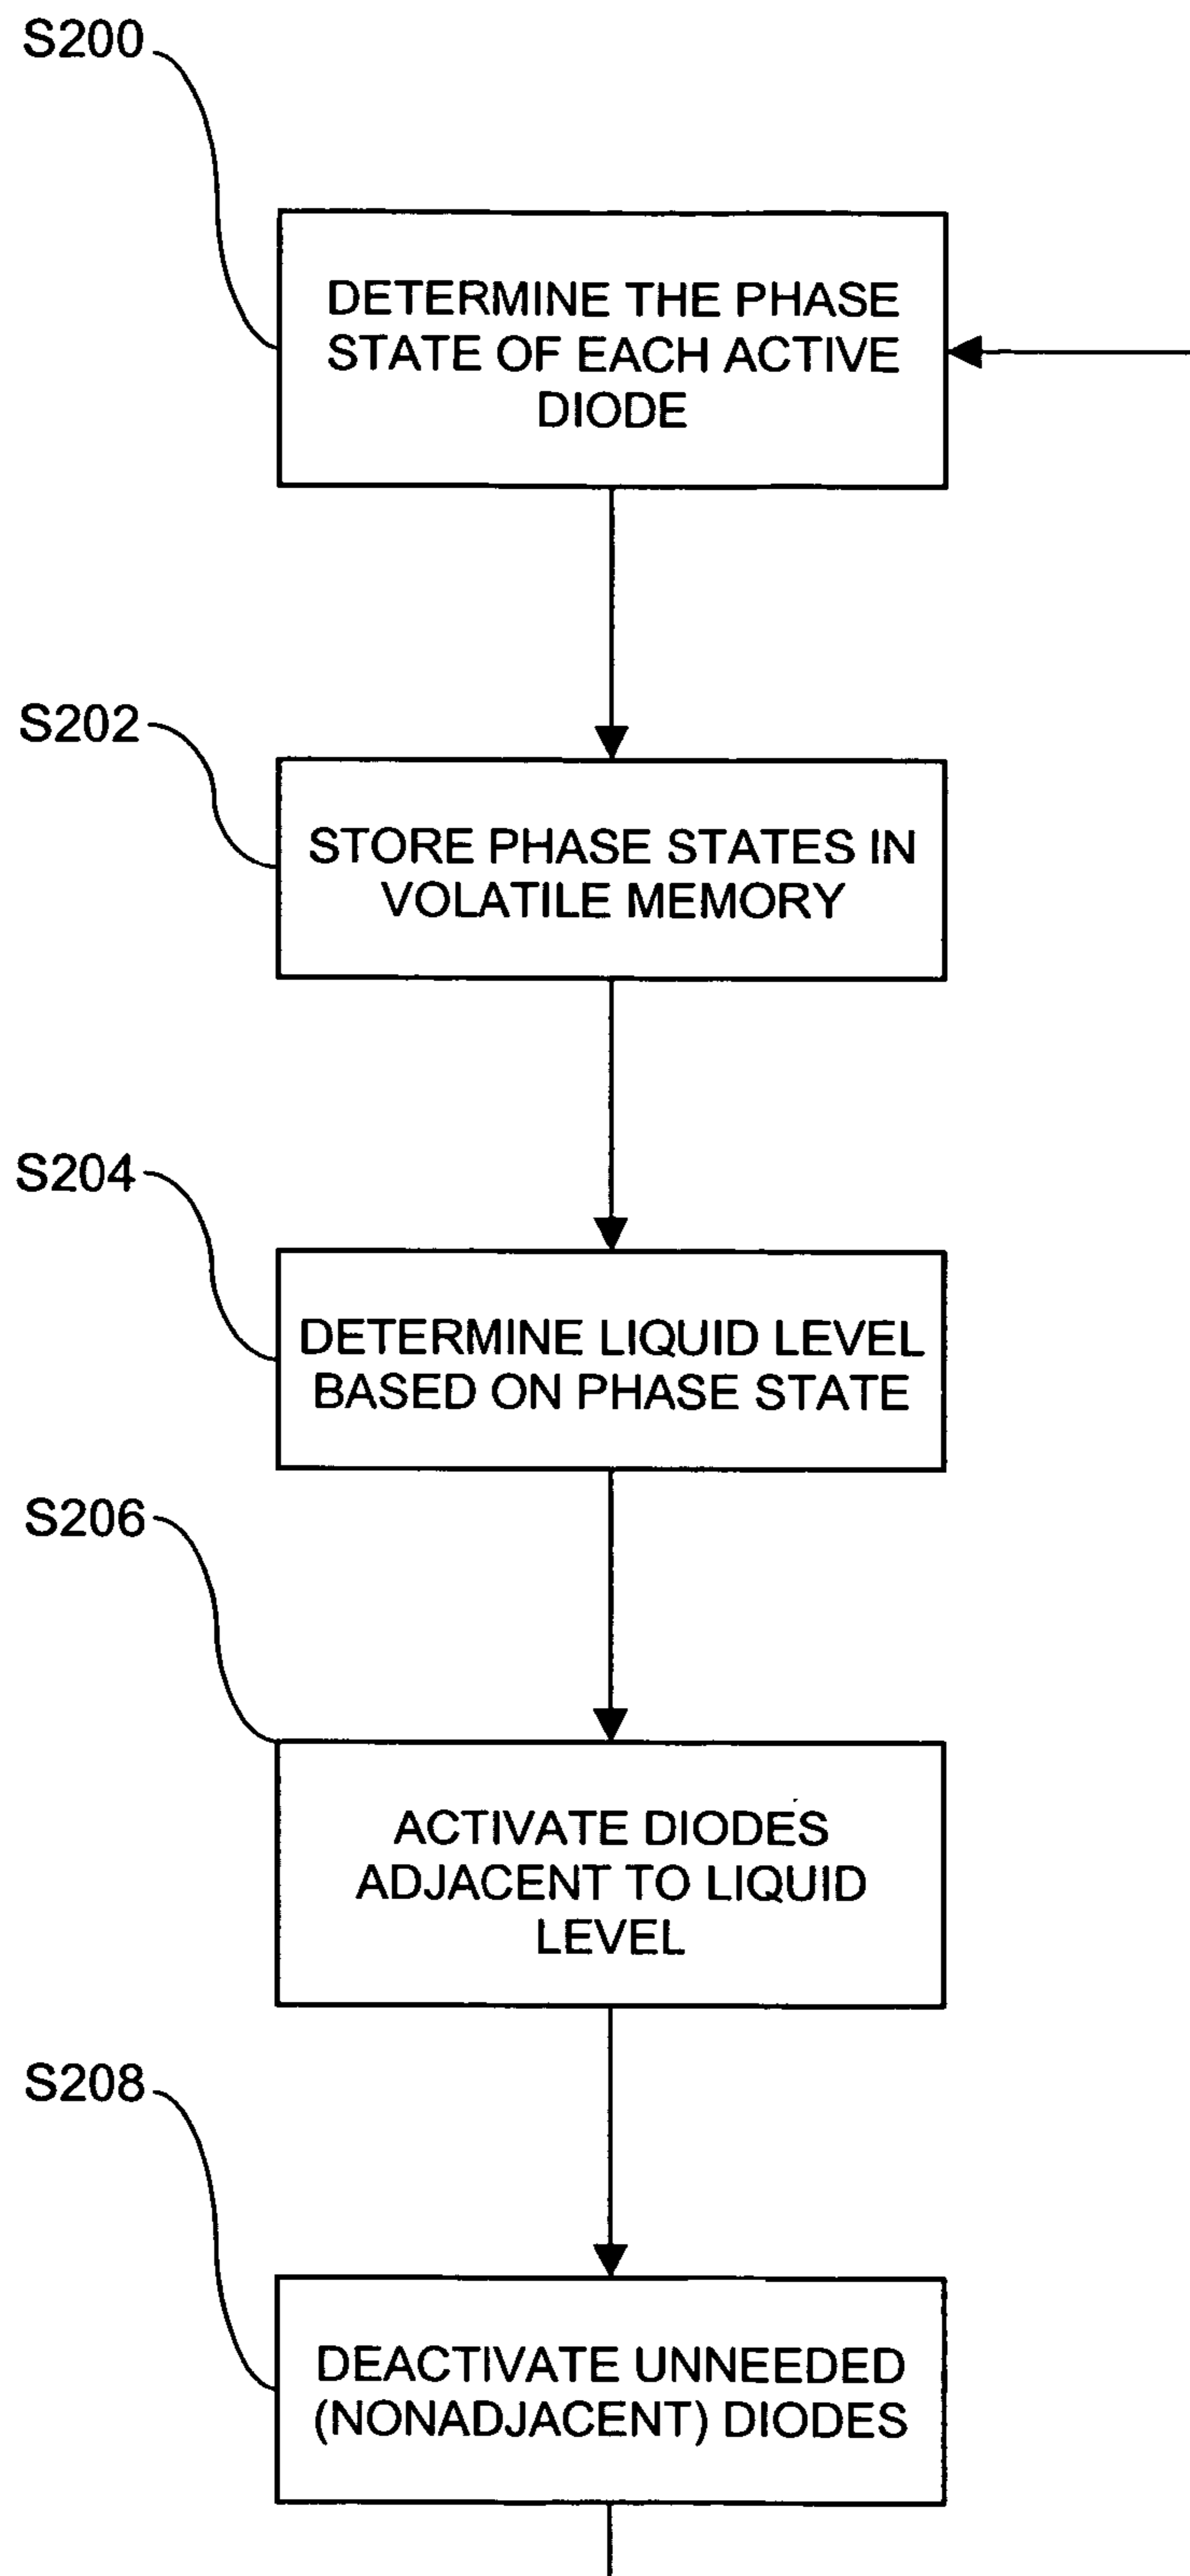 S200
DETERMINE THE PHASE
STATE OF EACH ACTIVE
DIODE
S202
STORE PHASE STATES IN
VOLATILE MEMORY
S204
DETERMINE LIQUID LEVEL
BASED ON PHASE STATE
S206
ACTIVATE DIODES
ADJACENT TO LIQUID
LEVEL
S208
DEACTIVATE UNNEEDED
(NONADJACENT) DIODES